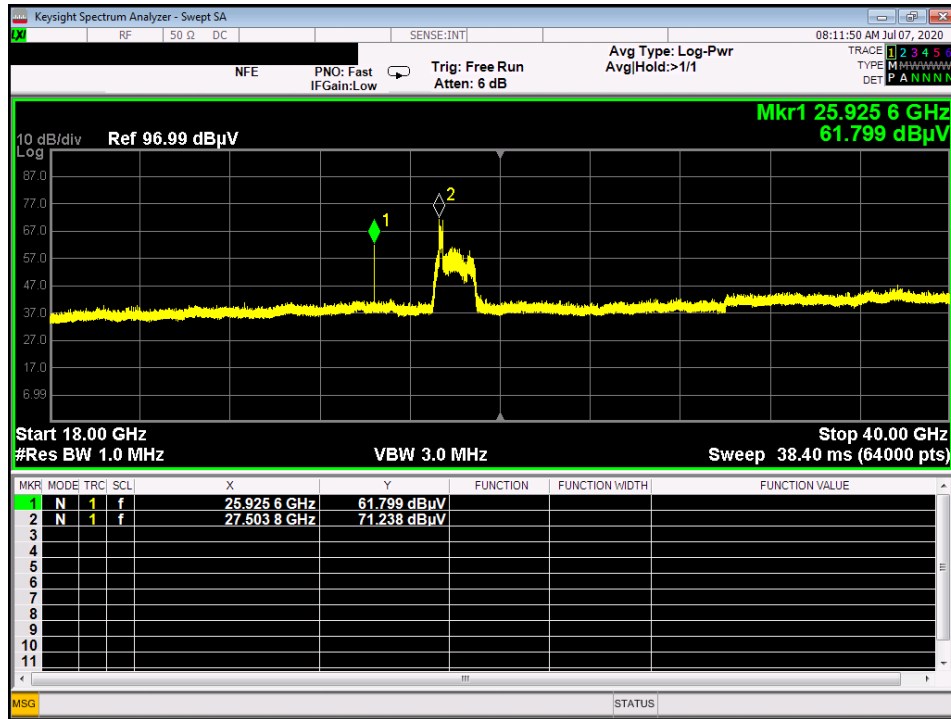 Keysight Spectrum Analyzer - Swept SA
LXI RF 50 Ω DC SENSE:INT 08:11:50 AM Jul 07, 2020
NFE PNO: Fast IFGain:Low Trig: Free Run Atten: 6 dB Avg Type: Log-Pwr Avg|Hold:>1/1
TRACE 1 2 3 4 5 6
TYPE M M W W W W W
DET P A N N N N
Mkr1 25.925 6 GHz
61.799 dBµV
10 dB/div Ref 96.99 dBµV
Log
87.0
77.0
67.0
57.0
47.0
37.0
27.0
17.0
6.99
1
2
Start 18.00 GHz Stop 40.00 GHz
#Res BW 1.0 MHz VBW 3.0 MHz Sweep 38.40 ms (64000 pts)
MKR MODE TRC SCL X Y FUNCTION FUNCTION WIDTH FUNCTION VALUE
1 N 1 f 25.925 6 GHz 61.799 dBµV
2 N 1 f 27.503 8 GHz 71.238 dBµV
3
4
5
6
7
8
9
10
11
MSG STATUS